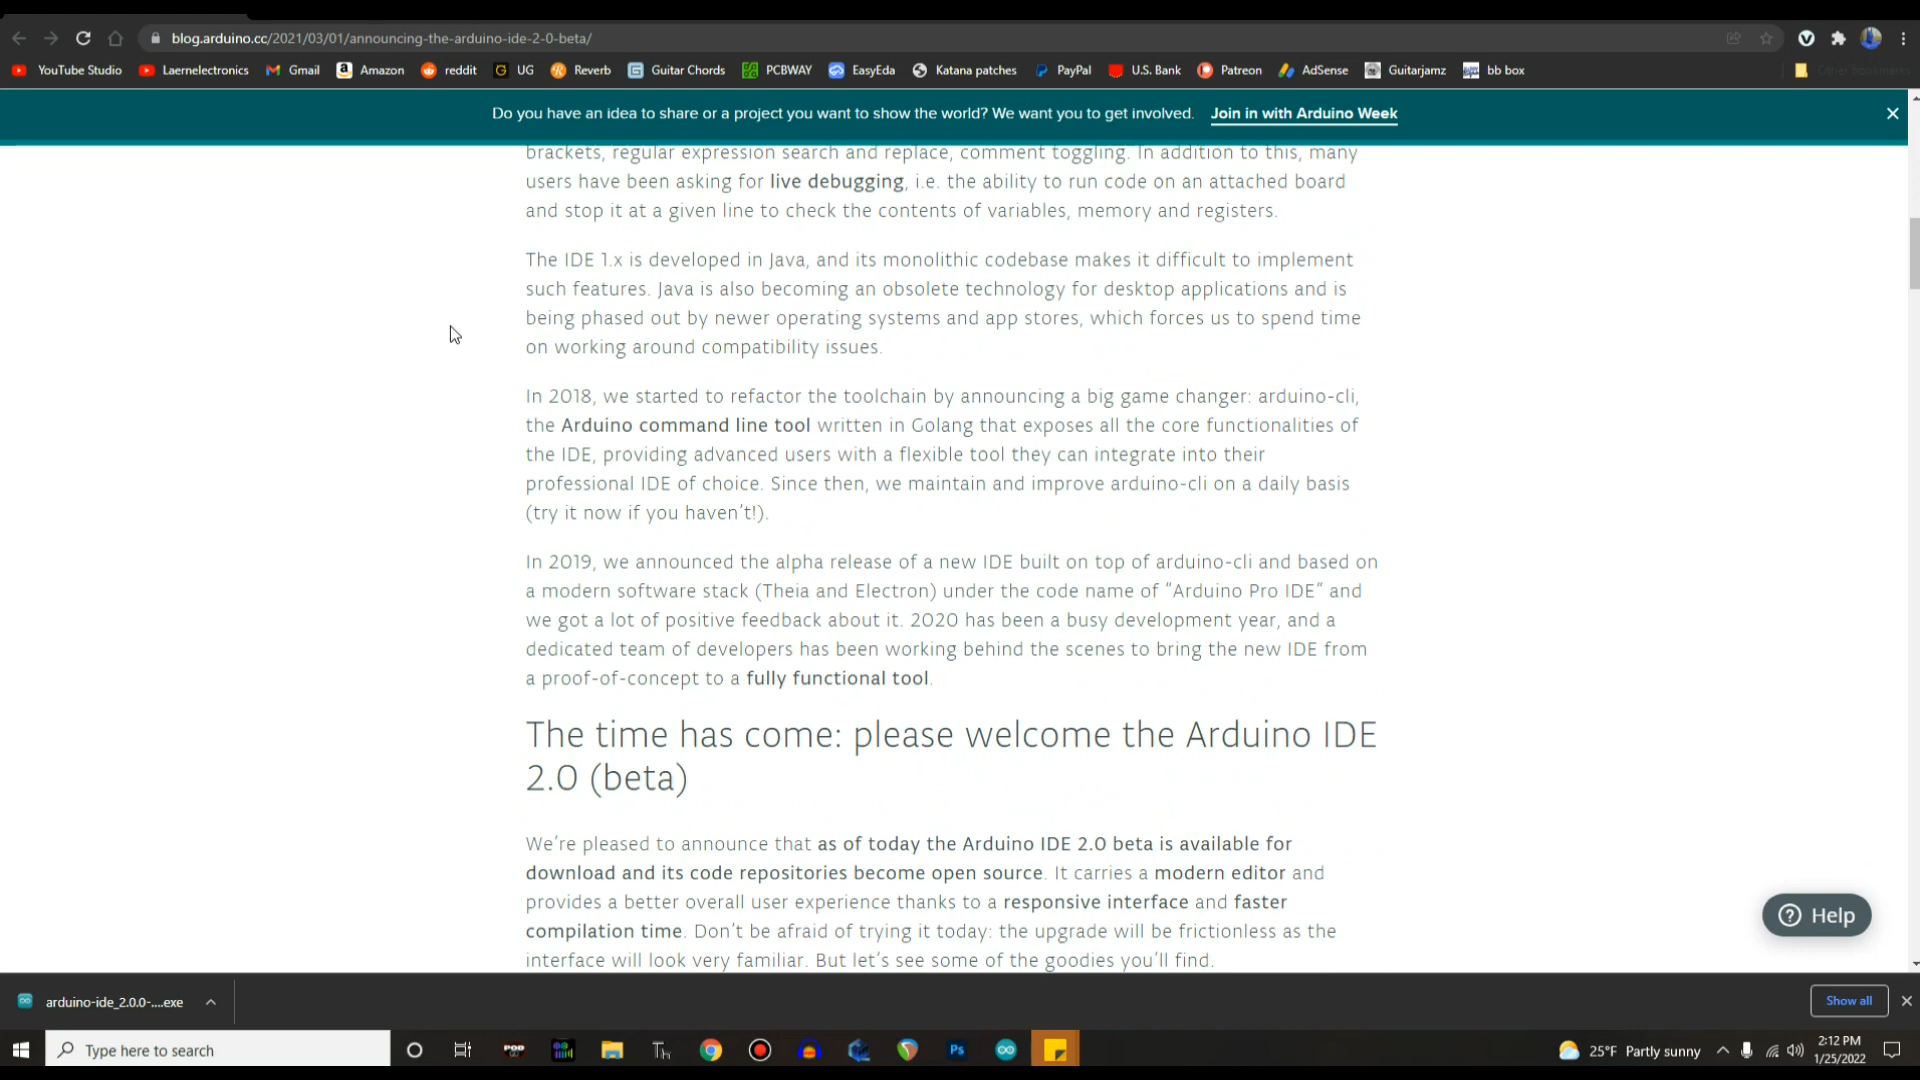 blog.arduino.cc/2021/03/01/announcing-the-arduino-ide-2-0-beta/
YouTube Studio Laernelectronics Gmail Amazon reddit UG Reverb Guitar Chords PCBWAY EasyEda Katana patches PayPal U.S. Bank Patreon AdSense Guitarjamz bb box Other bookmarks
Do you have an idea to share or a project you want to show the world? We want you to get involved. Join in with Arduino Week
brackets, regular expression search and replace, comment toggling. In addition to this, many
users have been asking for live debugging, i.e. the ability to run code on an attached board
and stop it at a given line to check the contents of variables, memory and registers.
The IDE 1.x is developed in Java, and its monolithic codebase makes it difficult to implement
such features. Java is also becoming an obsolete technology for desktop applications and is
being phased out by newer operating systems and app stores, which forces us to spend time
on working around compatibility issues.
In 2018, we started to refactor the toolchain by announcing a big game changer: arduino-cli,
the Arduino command line tool written in Golang that exposes all the core functionalities of
the IDE, providing advanced users with a flexible tool they can integrate into their
professional IDE of choice. Since then, we maintain and improve arduino-cli on a daily basis
(try it now if you haven't!).
In 2019, we announced the alpha release of a new IDE built on top of arduino-cli and based on
a modern software stack (Theia and Electron) under the code name of “Arduino Pro IDE” and
we got a lot of positive feedback about it. 2020 has been a busy development year, and a
dedicated team of developers has been working behind the scenes to bring the new IDE from
a proof-of-concept to a fully functional tool.
The time has come: please welcome the Arduino IDE
2.0 (beta)
We're pleased to announce that as of today the Arduino IDE 2.0 beta is available for
download and its code repositories become open source. It carries a modern editor and
provides a better overall user experience thanks to a responsive interface and faster
compilation time. Don't be afraid of trying it today: the upgrade will be frictionless as the
interface will look very familiar. But let's see some of the goodies you'll find.
Help
arduino-ide_2.0.0-....exe
Show all
Type here to search
25°F Partly sunny
2:12 PM
1/25/2022